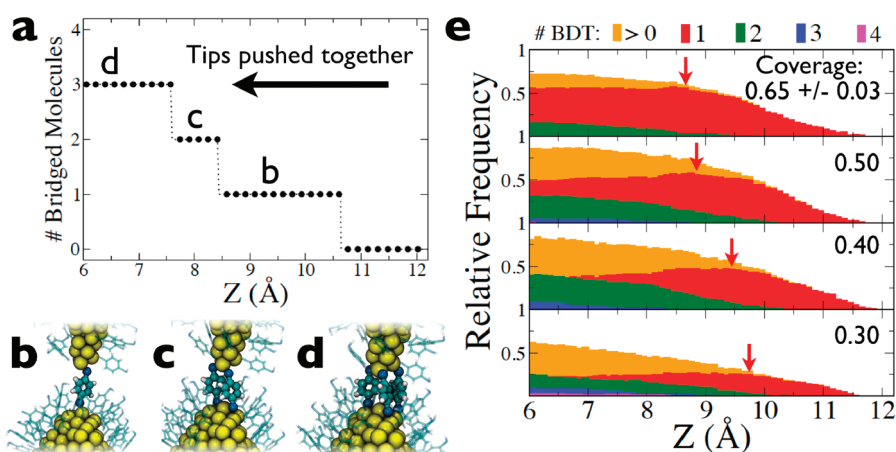 a
# Bridged Molecules
4
3
2
1
0
d
c
b
Tips pushed together
6 7 8 9 10 11 12
Z (Å)
b
c
d
e
# BDT: > 0 1 2 3 4
Relative Frequency
1
0.5
Coverage:
0.65 +/- 0.03
1
0.5
0.50
1
0.5
0.40
1
0.5
0.30
6 7 8 9 10 11 12
Z (Å)